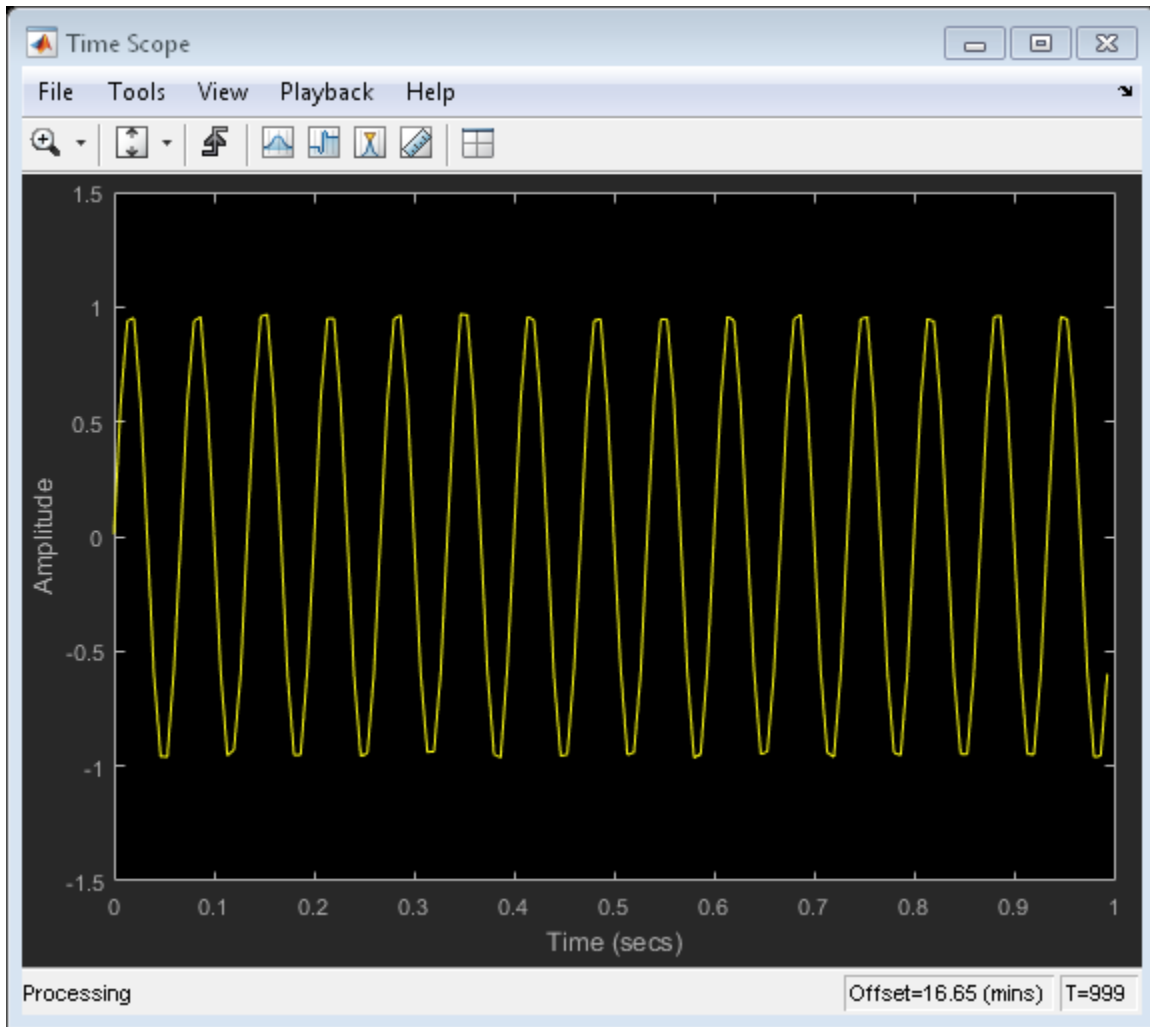 Time Scope
File Tools View Playback Help
1.5
1
0.5
0
-0.5
-1
-1.5
Amplitude
0 0.1 0.2 0.3 0.4 0.5 0.6 0.7 0.8 0.9 1
Time (secs)
Processing Offset=16.65 (mins) T=999